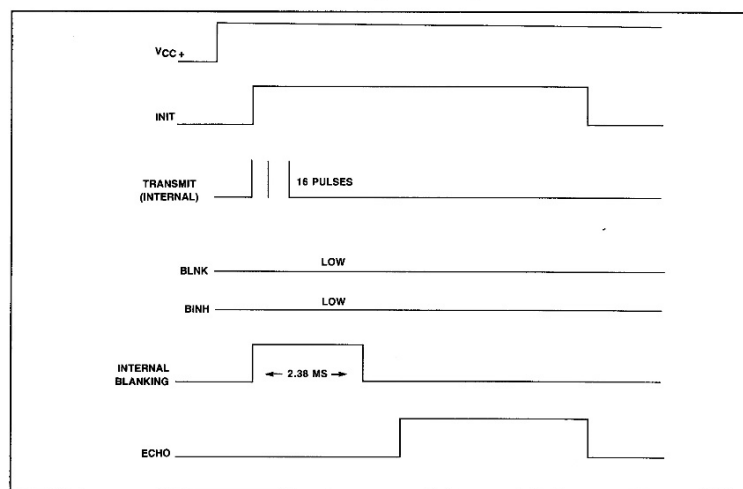 VCC+
INIT
TRANSMIT
(INTERNAL)
16 PULSES
BLNK
LOW
BINH
LOW
INTERNAL
BLANKING
2.38 MS
ECHO